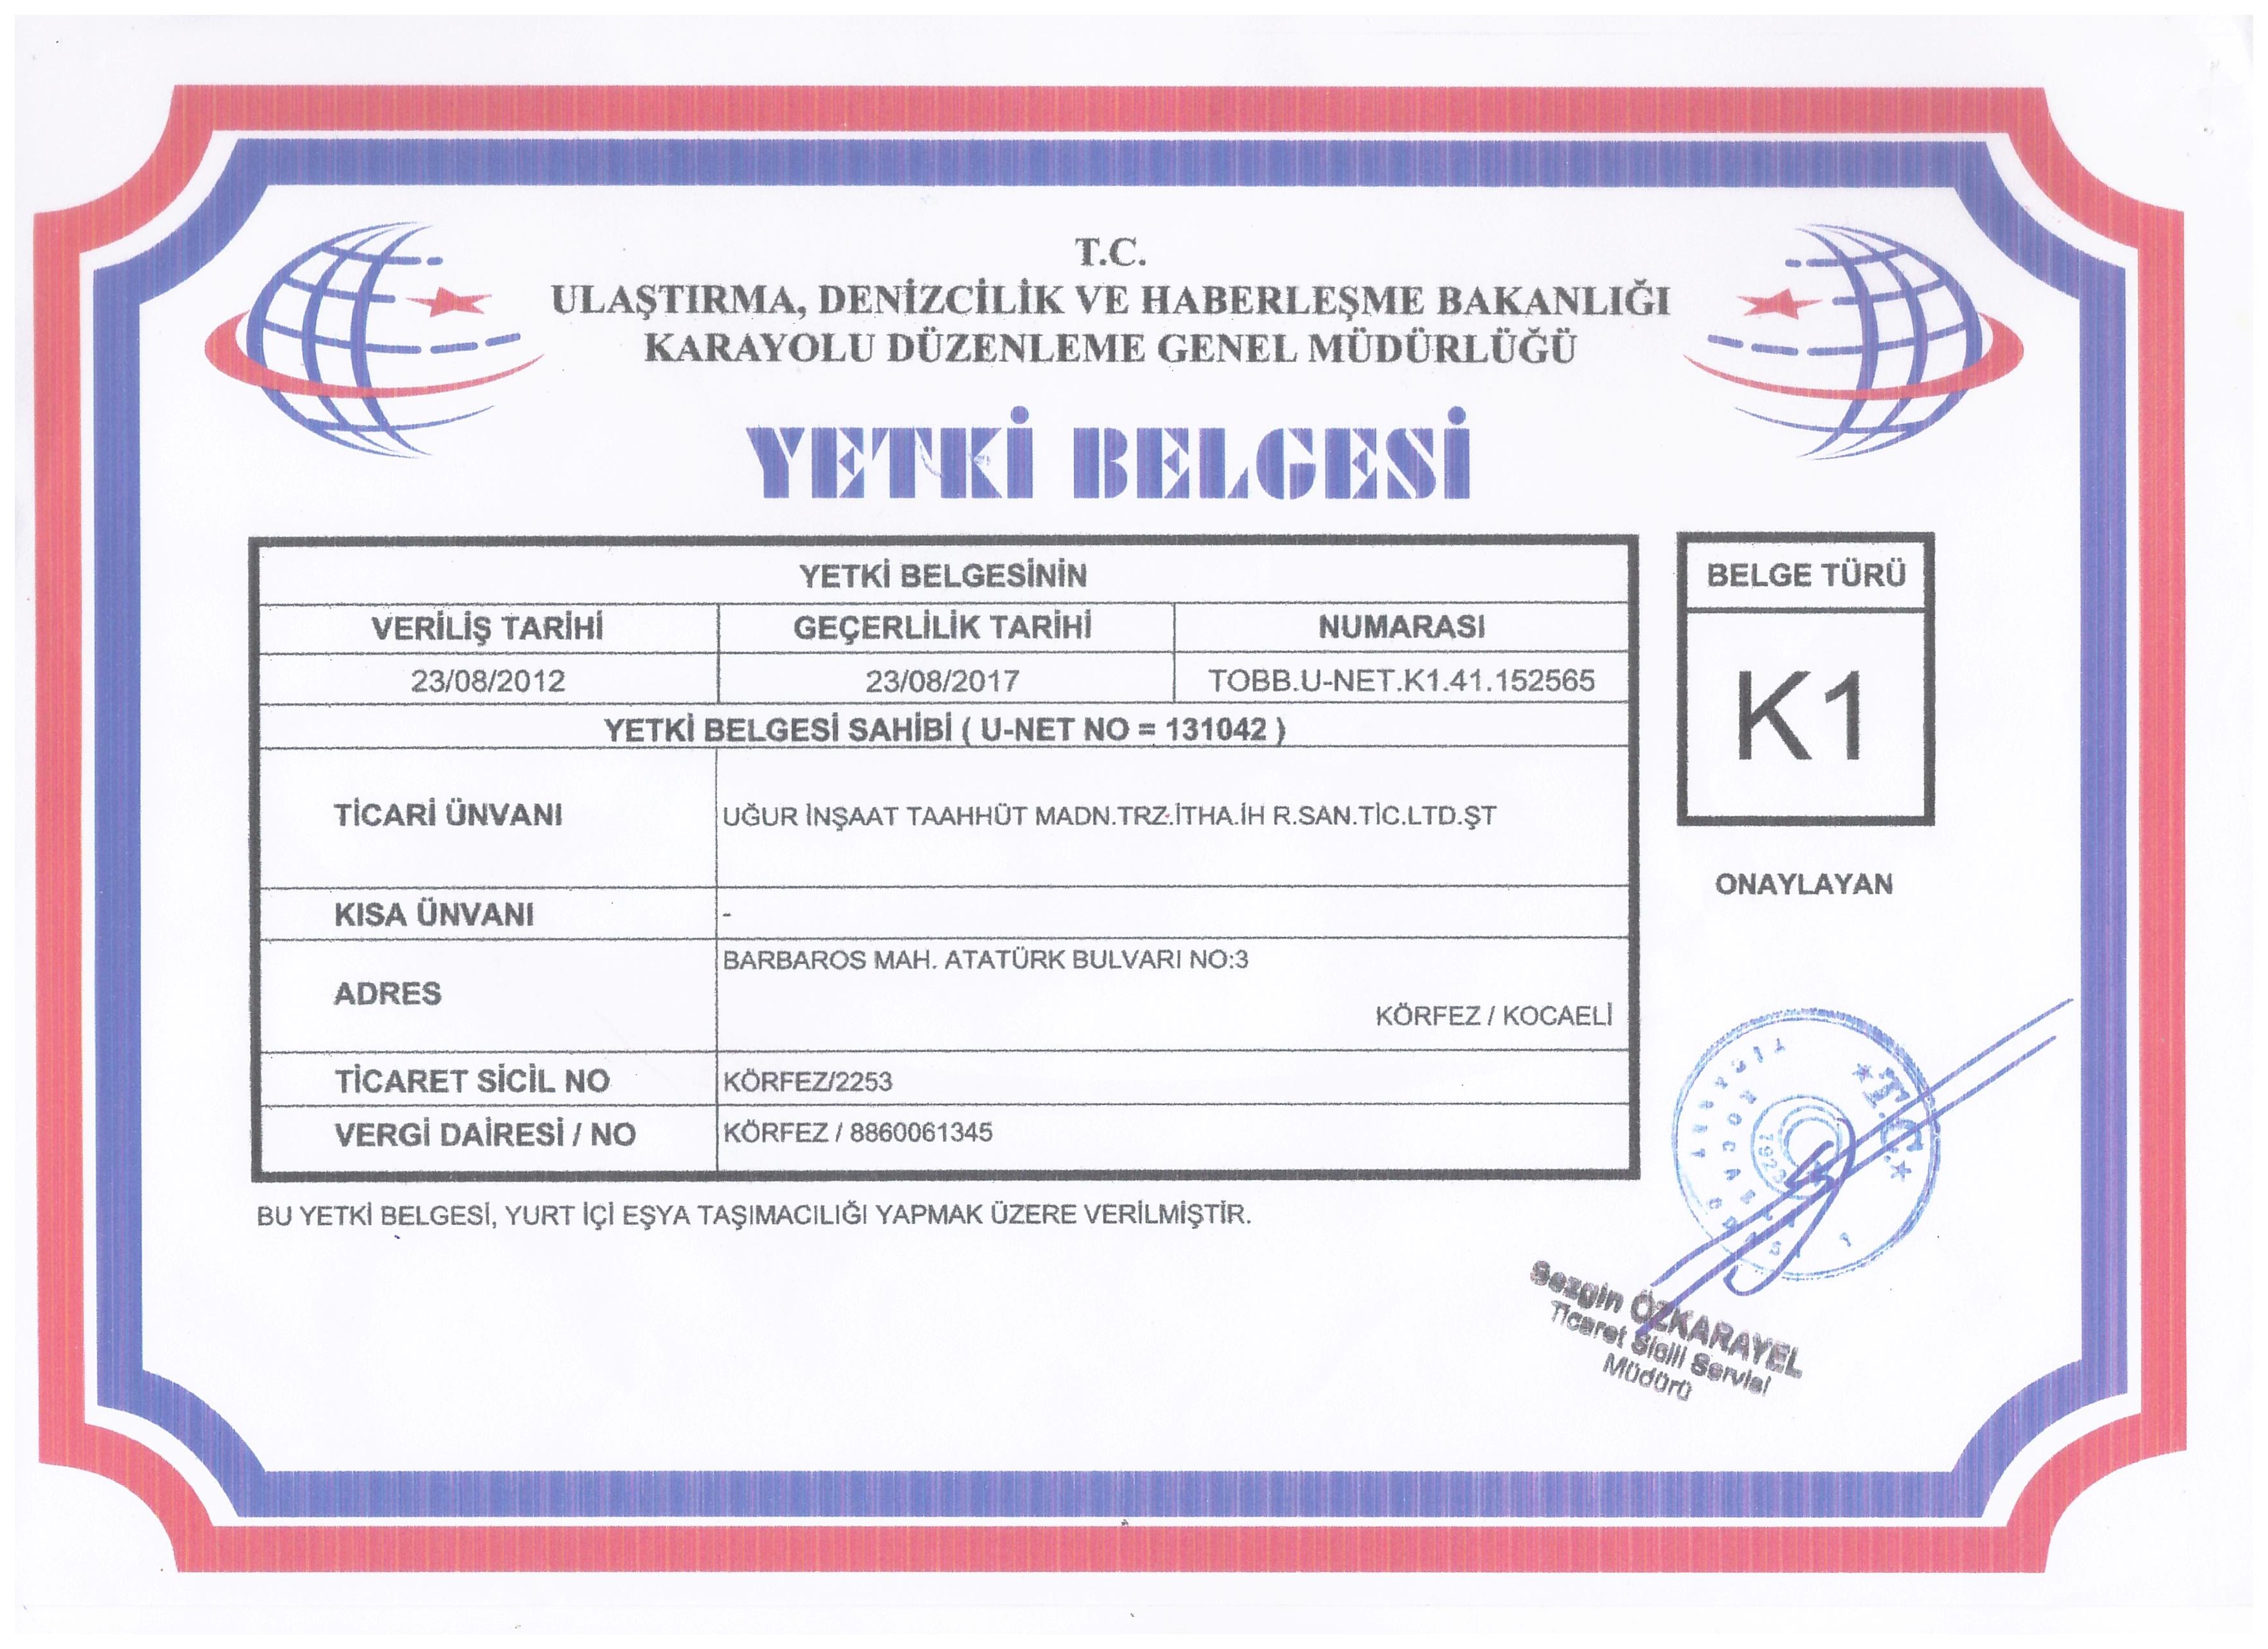 T.C.
ULAŞTIRMA, DENİZCİLİK VE HABERLEŞME BAKANLIĞI
KARAYOLU DÜZENLEME GENEL MÜDÜRLÜĞÜ
YETKİ BELGESİ
YETKİ BELGESİNİN
VERİLİŞ TARİHİ GEÇERLİLİK TARİHİ NUMARASI
23/08/2012 23/08/2017 TOBB.U-NET.K1.41.152565
YETKİ BELGESİ SAHİBİ ( U-NET NO = 131042 )
TİCARİ ÜNVANI UĞUR İNŞAAT TAAHHÜT MADN.TRZ.İTHA.İH R.SAN.TİC.LTD.ŞT
KISA ÜNVANI -
ADRES BARBAROS MAH. ATATÜRK BULVARI NO:3
KÖRFEZ / KOCAELİ
TİCARET SİCİL NO KÖRFEZ/2253
VERGİ DAİRESİ / NO KÖRFEZ / 8860061345
BU YETKİ BELGESİ, YURT İÇİ EŞYA TAŞIMACILIĞI YAPMAK ÜZERE VERİLMİŞTİR.
BELGE TÜRÜ
K1
ONAYLAYAN
T.C.
Sezgin ÖZKARAYEL
Ticaret Sicili Servisi
Müdürü